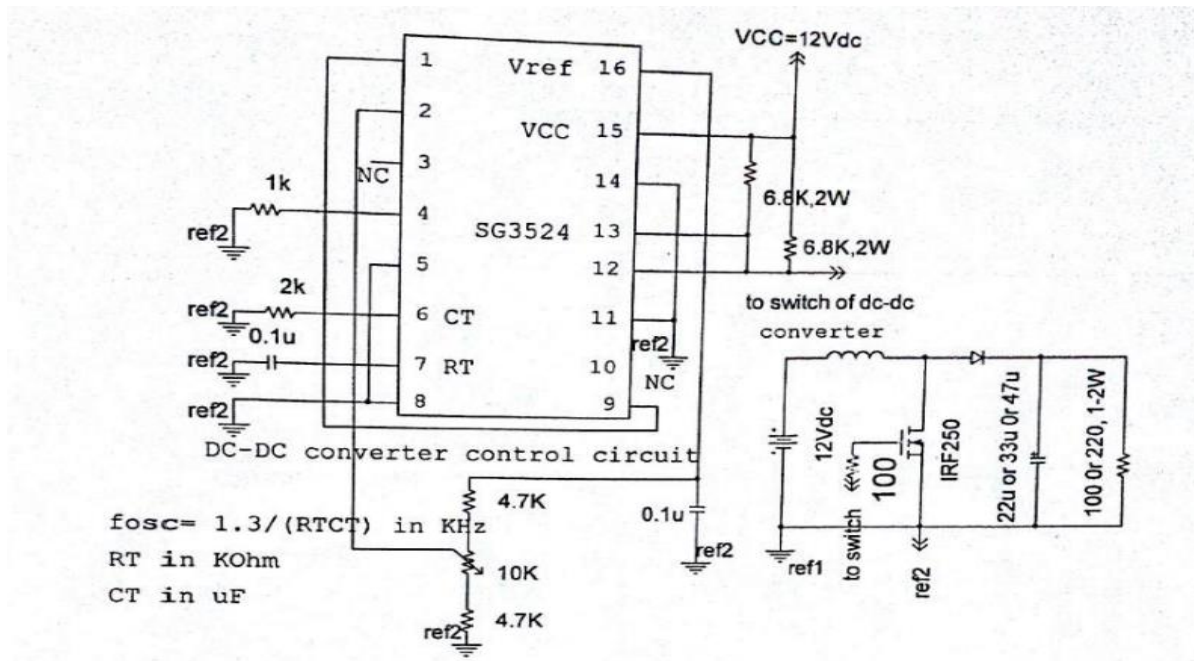 VCC=12Vdc
1
Vref 16
2
VCC 15
NC
3
14
6.8K,2W
1k
4
SG3524
13
6.8K,2W
ref2
5
12
2k
to switch of dc-dc
converter
ref2
6 CT
11
ref2
0.1u
ref2
7 RT
10
NC
ref2
8
9
DC-DC converter control circuit
12Vdc
100
IRF250
22u or 33u 0r 47u
100 0r 220, 1-2W
to switch
ref1
ref2
4.7K
0.1u
ref2
fosc= 1.3/(RTCT) in KHz
RT in KOhm
10K
CT in uF
4.7K
ref2